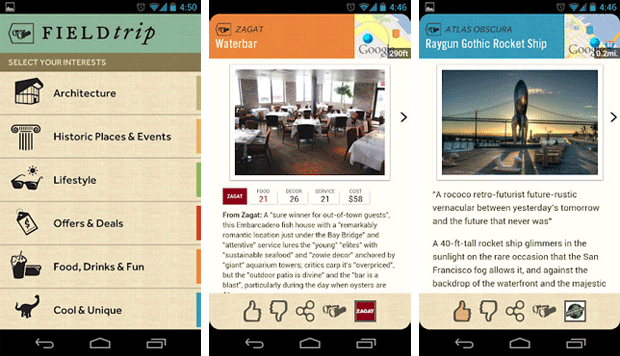 4:50
FIELD trip
SELECT YOUR INTERESTS
Architecture
Historic Places & Events
Lifestyle
Offers & Deals
Food, Drinks & Fun
Cool & Unique
4:46
ZAGAT
Waterbar
Google
290ft
ZAGAT
FOOD
21
DECOR
26
SERVICE
21
COST
$58
From Zagat: A "sure winner for out-of-town guests",
this Embarcadero fish house with a "remarkably
romantic location just under the Bay Bridge" and
"attentive" service lures the "young" "elites" with
"sustainable seafood" and "zowie decor" anchored by
"giant" aquarium towers; critics carp it's "overpriced",
but the "outdoor patio is divine" and the "bar is a
blast", particularly during the day when oysters are
ZAGAT
4:46
ATLAS OBSCURA
Raygun Gothic Rocket Ship
Goo
0.2mi.
"A rococo retro-futurist future-rustic
vernacular between yesterday's tomorrow
and the future that never was"
A 40-ft-tall rocket ship glimmers in the
sunlight on the rare occasion that the San
Francisco fog allows it, and against the
backdrop of the waterfront and the majestic